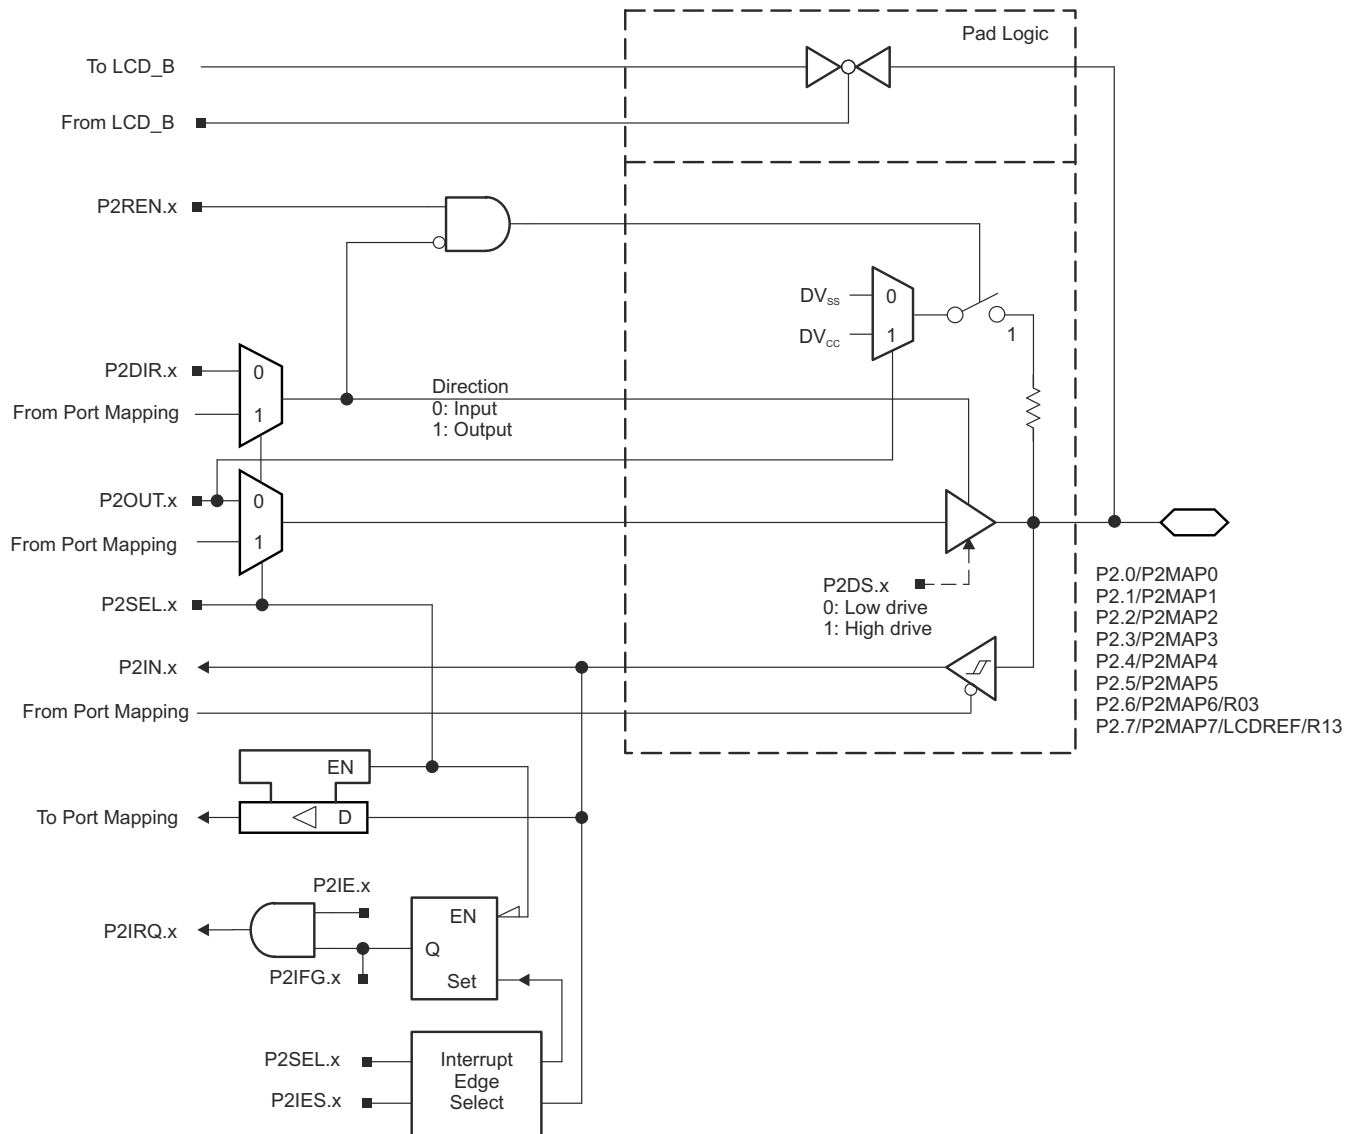 Pad Logic
To LCD_B
From LCD_B
P2REN.x
DVSS
0
DVCC
1
1
P2DIR.x
0
From Port Mapping
1
Direction
0: Input
1: Output
P2OUT.x
0
From Port Mapping
1
P2DS.x
0: Low drive
1: High drive
P2SEL.x
P2.0/P2MAP0
P2.1/P2MAP1
P2.2/P2MAP2
P2.3/P2MAP3
P2.4/P2MAP4
P2.5/P2MAP5
P2.6/P2MAP6/R03
P2.7/P2MAP7/LCDREF/R13
P2IN.x
From Port Mapping
EN
To Port Mapping
D
P2IE.x
EN
P2IRQ.x
Q
P2IFG.x
Set
P2SEL.x
P2IES.x
Interrupt
Edge
Select